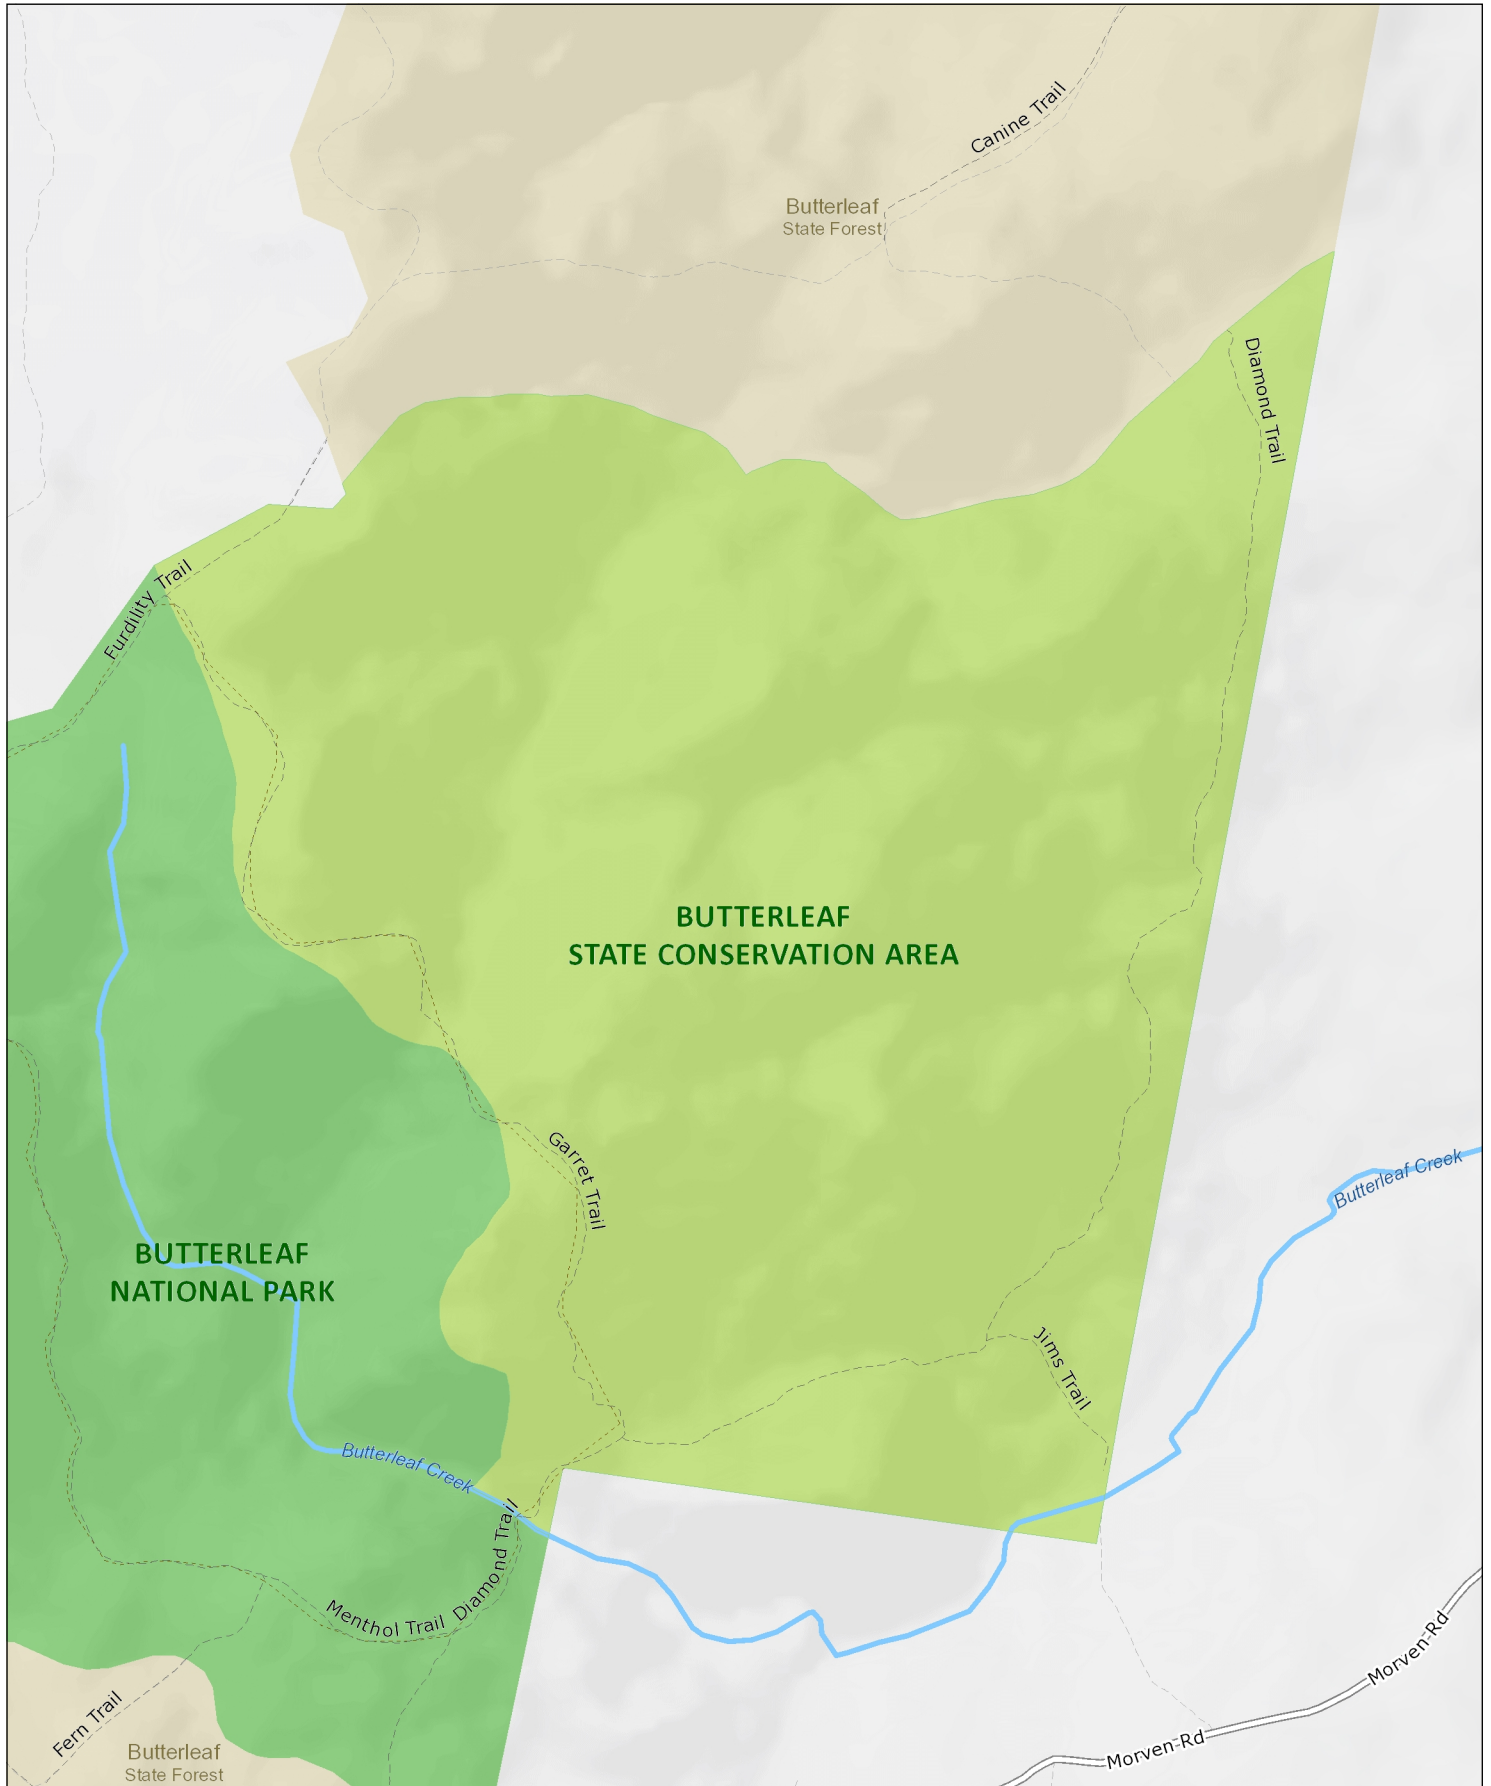 Canine Trail
Butterleaf
State Forest
Diamond Trail
Furdility Trail
BUTTERLEAF
STATE CONSERVATION AREA
Garret Trail
Butterleaf Creek
BUTTERLEAF
NATIONAL PARK
Jims Trail
Butterleaf Creek
Diamond Trail
Menthol Trail
Morven Rd
Fern Trail
Morven Rd
Butterleaf
State Forest